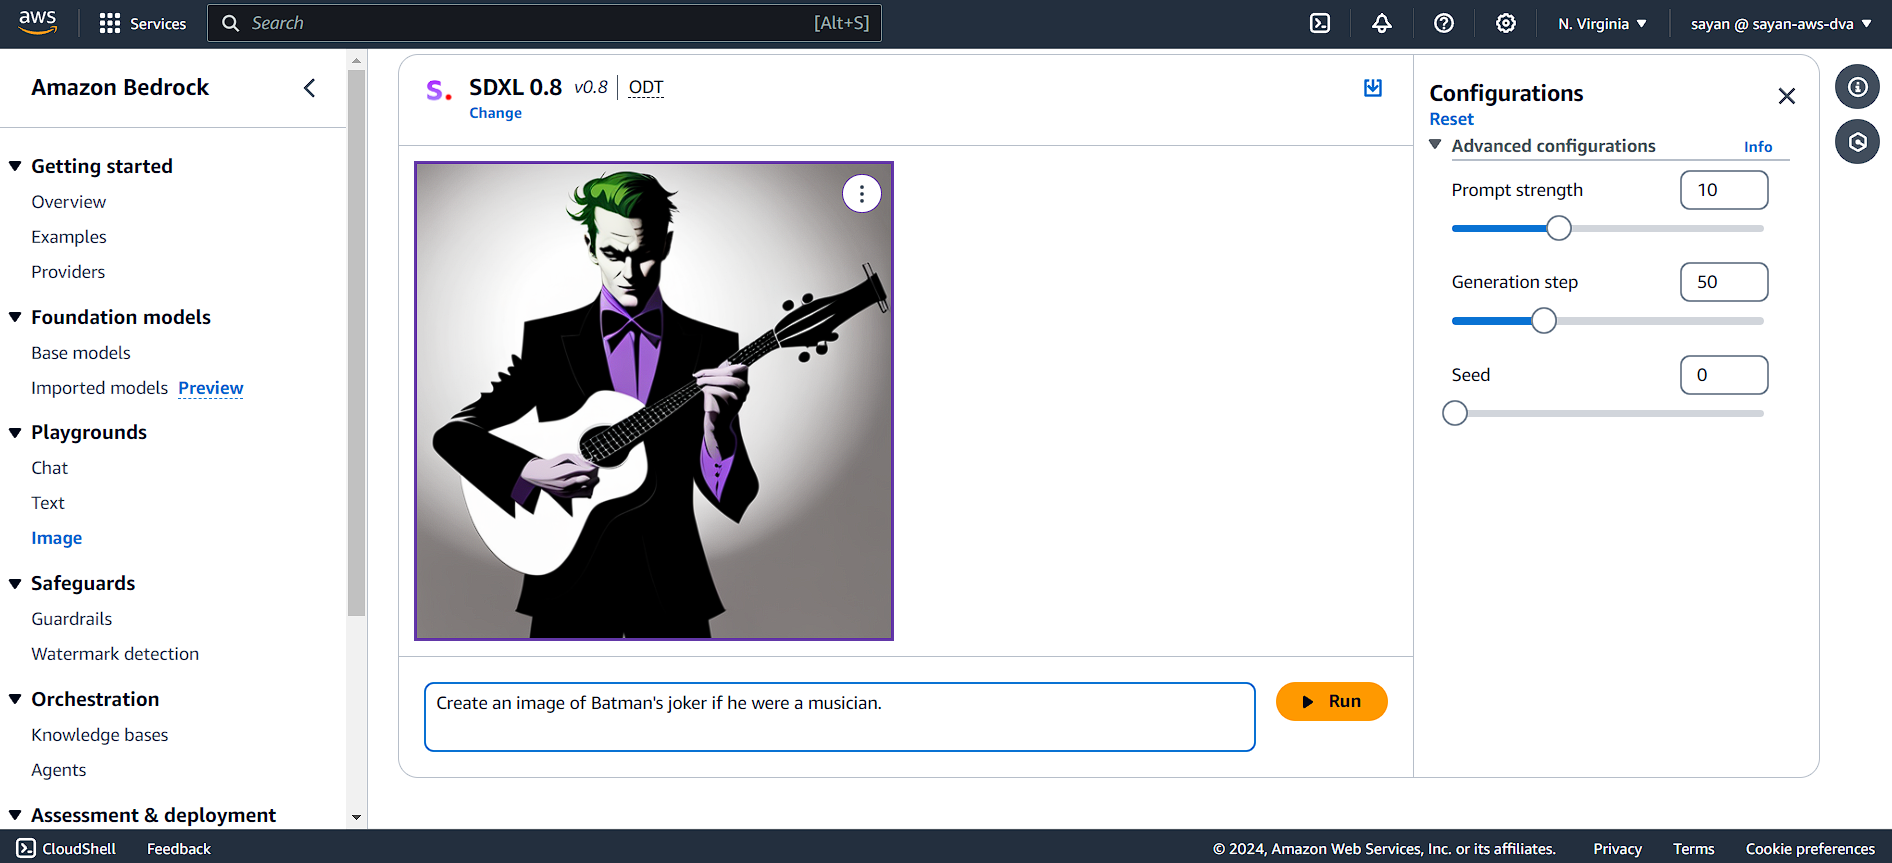 aws
Services
Search
[Alt+S]
N. Virginia
sayan @ sayan-aws-dva
Amazon Bedrock
Getting started
Overview
Examples
Providers
Foundation models
Base models
Imported models Preview
Playgrounds
Chat
Text
Image
Safeguards
Guardrails
Watermark detection
Orchestration
Knowledge bases
Agents
Assessment & deployment
S.
SDXL 0.8 v0.8 ODT
Change
Create an image of Batman's joker if he were a musician.
Run
Configurations
Reset
Advanced configurations
Info
Prompt strength
10
Generation step
50
Seed
0
CloudShell
Feedback
© 2024, Amazon Web Services, Inc. or its affiliates.
Privacy
Terms
Cookie preferences